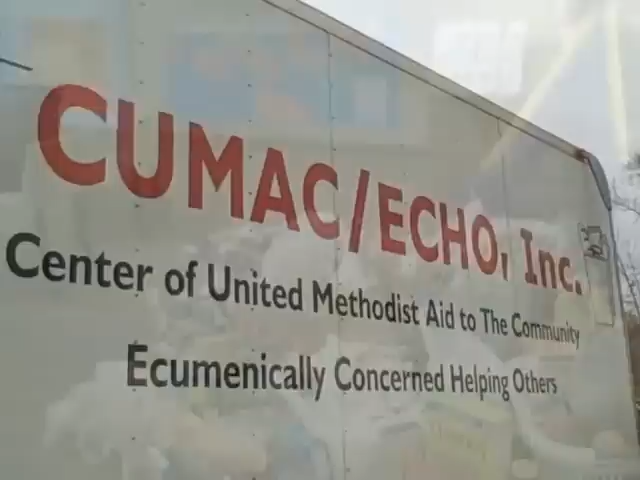 CUMAC/ECHO, Inc.
Center of United Methodist Aid to The Community
Ecumenically Concerned Helping Others